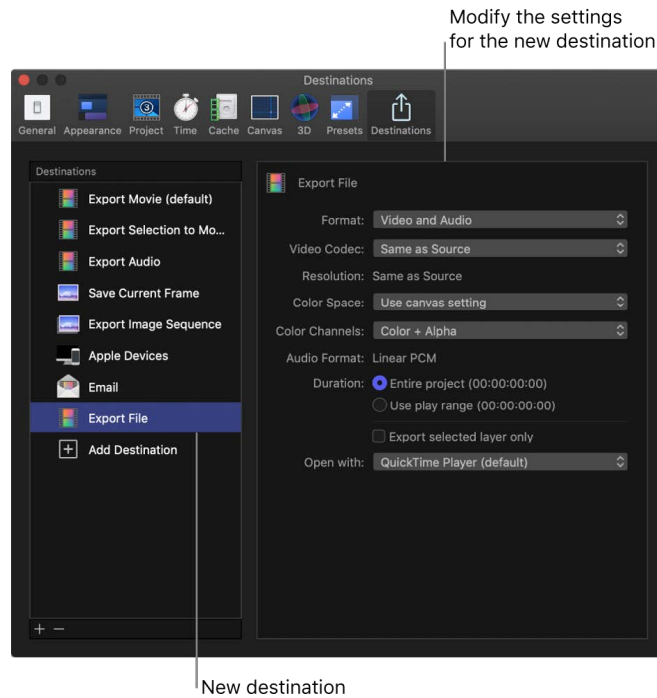 Modify the settings
for the new destination
Destinations
General Appearance Project Time Cache Canvas 3D Presets Destinations
Destinations
Export Movie (default)
Export Selection to Mo...
Export Audio
Save Current Frame
Export Image Sequence
Apple Devices
Email
Export File
Add Destination
Export File
Format: Video and Audio
Video Codec: Same as Source
Resolution: Same as Source
Color Space: Use canvas setting
Color Channels: Color + Alpha
Audio Format: Linear PCM
Duration: Entire project (00:00:00:00)
Use play range (00:00:00:00)
Export selected layer only
Open with: QuickTime Player (default)
New destination